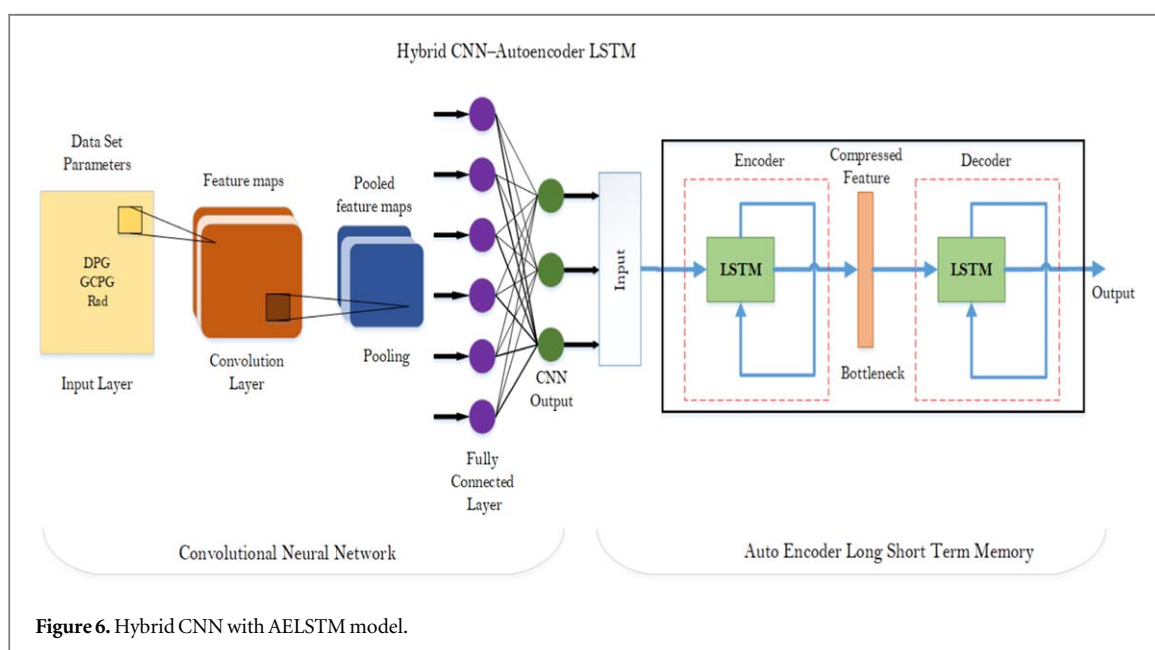 Hybrid CNN–Autoencoder LSTM
Data Set
Parameters
DPG
GCPG
Rad
Input Layer
Feature maps
Convolution
Layer
Pooled
feature maps
Pooling
Fully
Connected
Layer
CNN
Output
Input
Encoder
LSTM
Compressed
Feature
Bottleneck
Decoder
LSTM
Output
Convolutional Neural Network
Auto Encoder Long Short Term Memory
Figure 6. Hybrid CNN with AELSTM model.